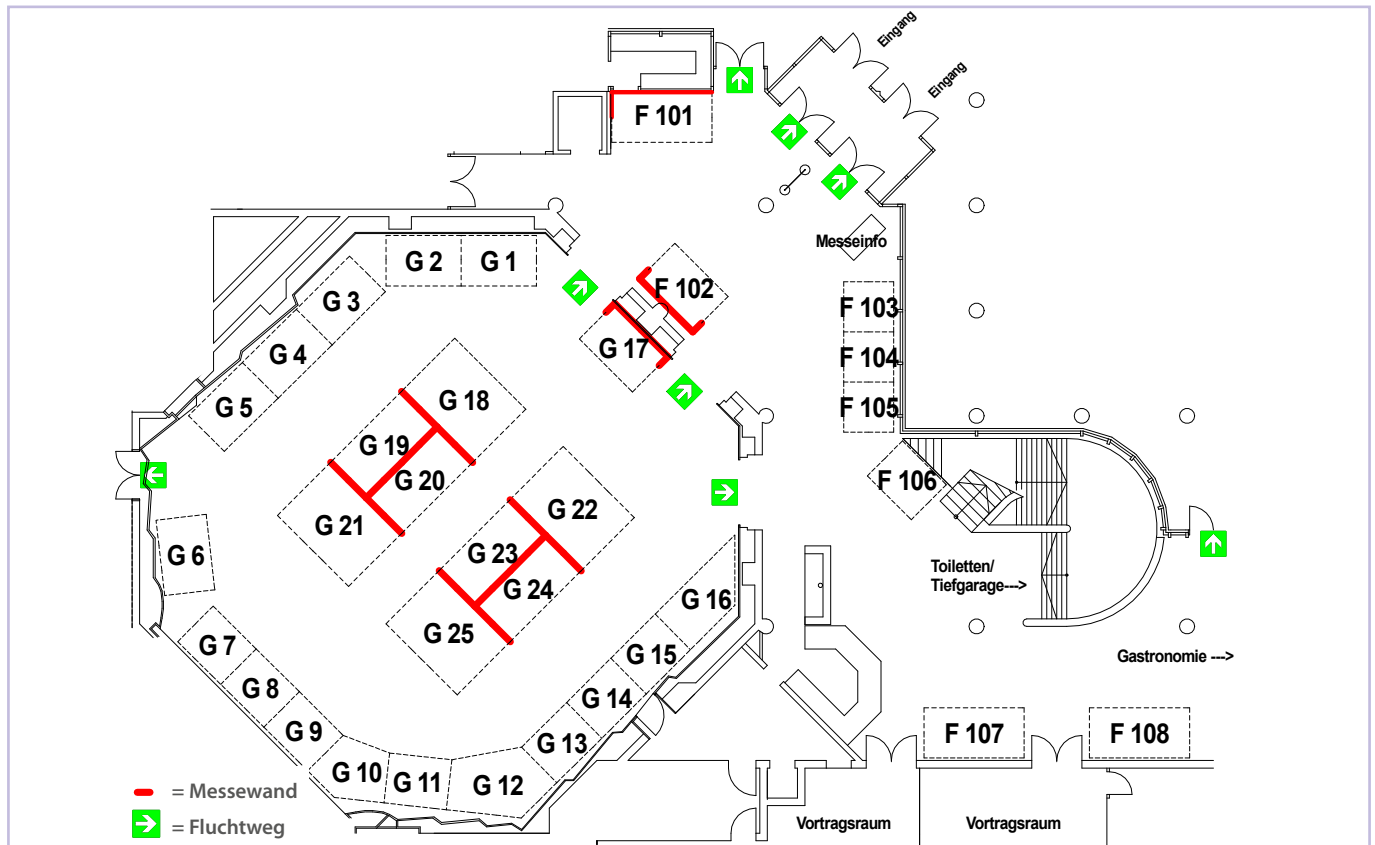 Eingang
Eingang
F 101
Messeinfo
G 2
G 1
F 102
G 3
F 103
G 17
G 4
F 104
G 18
G 5
F 105
G 19
G 20
F 106
G 21
G 22
G 6
G 23
G 24
Toiletten/
Tiefgarage--->
G 16
G 25
G 7
G 15
Gastronomie --->
G 8
G 14
G 9
G 13
F 107
F 108
G 10
G 11
G 12
= Messewand
= Fluchtweg
Vortragsraum
Vortragsraum